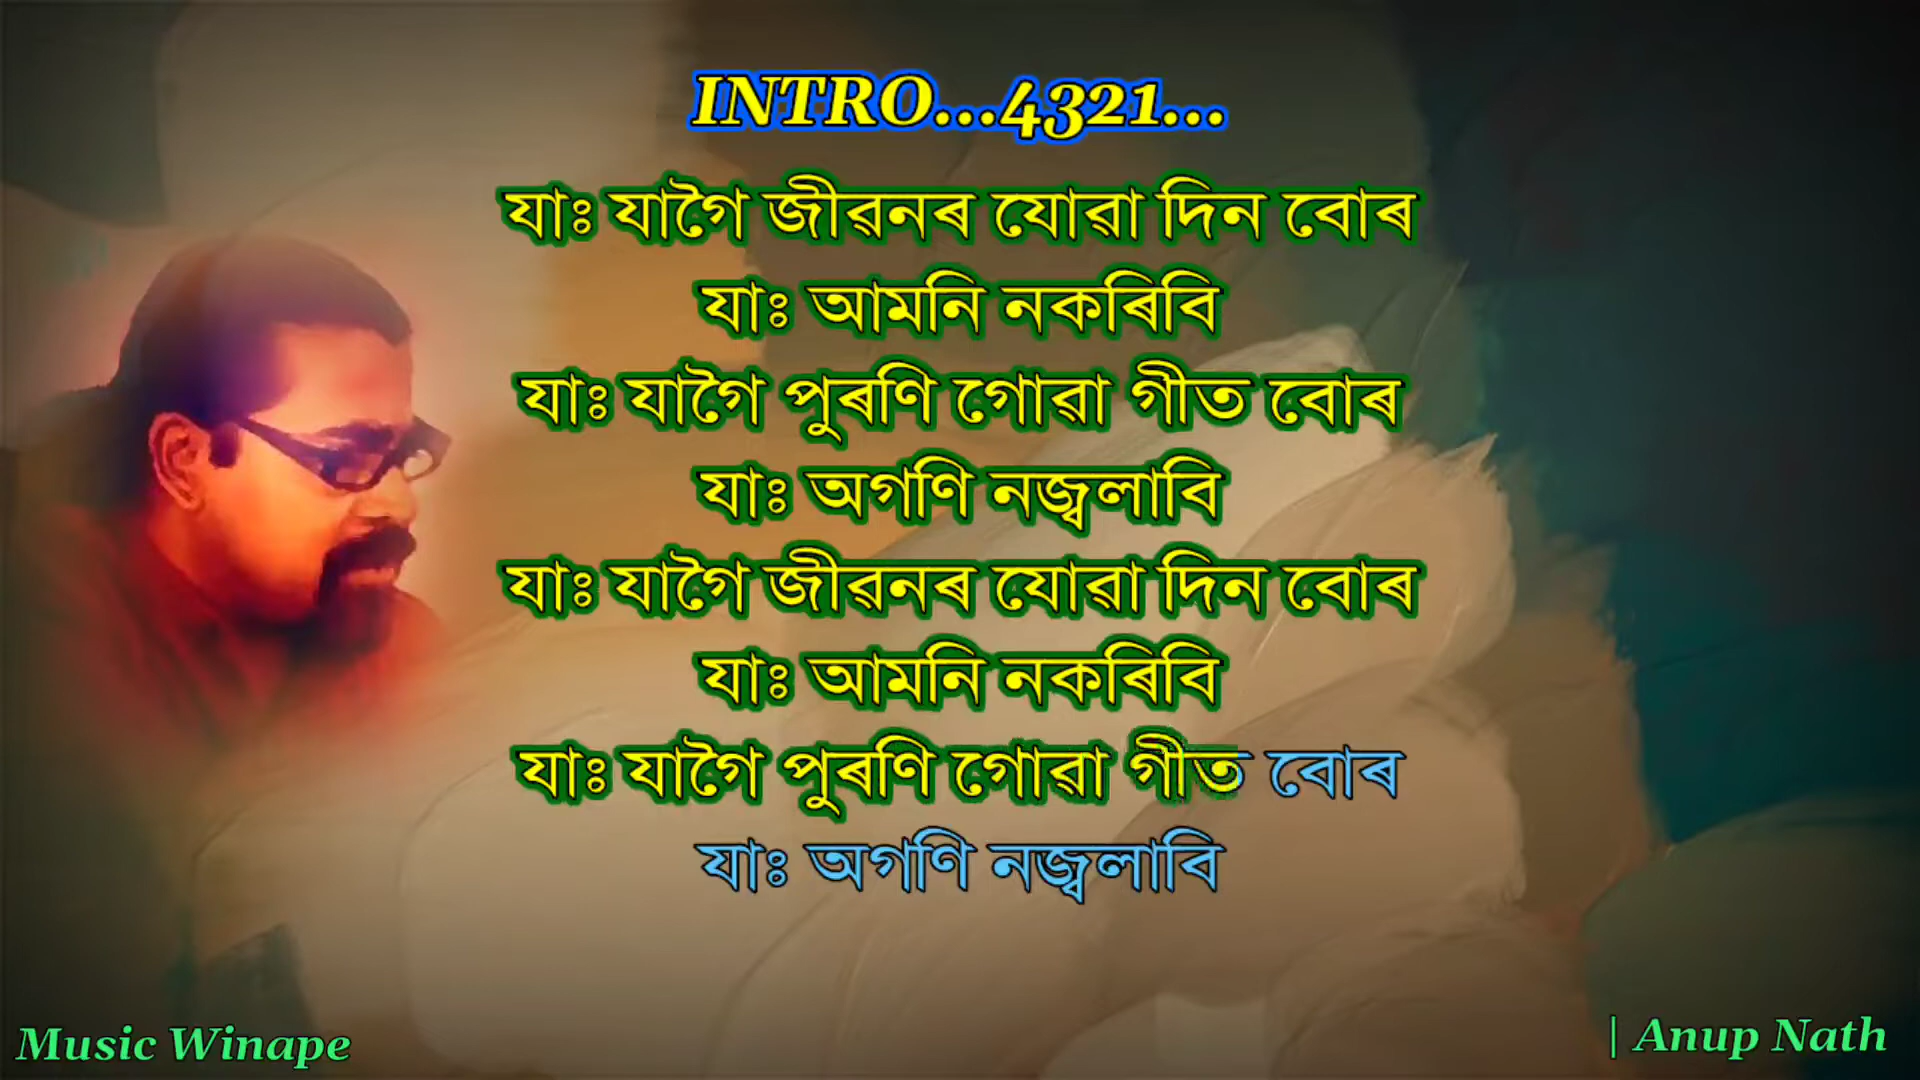 INTRO...4321...
যাঃ যাগৈ জীৱনৰ যোৱা দিন বোৰ
যাঃ আমনি নকৰিবি
যাঃ যাগৈ পুৰণি গোৱা গীত বোৰ
যাঃ অগণি নজ্বলাবি
যাঃ যাগৈ জীৱনৰ যোৱা দিন বোৰ
যাঃ আমনি নকৰিবি
যাঃ যাগৈ পুৰণি গোৱা গীত বোৰ
যাঃ অগণি নজ্বলাবি
Music Winape
| Anup Nath